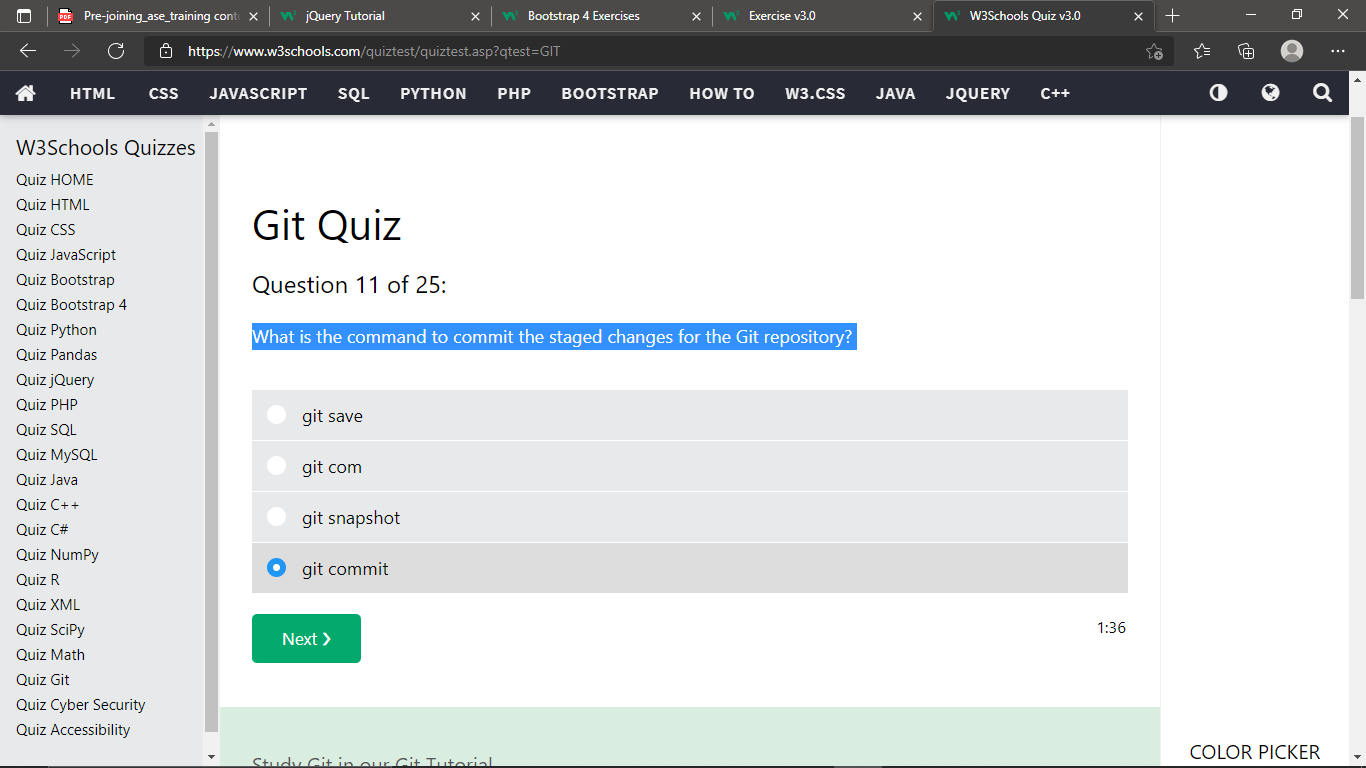 Pre-joining_ase_training cont
jQuery Tutorial
Bootstrap 4 Exercises
Exercise v3.0
W3Schools Quiz v3.0
https://www.w3schools.com/quiztest/quiztest.asp?qtest=GIT
HTML CSS JAVASCRIPT SQL PYTHON PHP BOOTSTRAP HOW TO W3.CSS JAVA JQUERY C++
W3Schools Quizzes
Quiz HOME
Quiz HTML
Quiz CSS
Quiz JavaScript
Quiz Bootstrap
Quiz Bootstrap 4
Quiz Python
Quiz Pandas
Quiz jQuery
Quiz PHP
Quiz SQL
Quiz MySQL
Quiz Java
Quiz C++
Quiz C#
Quiz NumPy
Quiz R
Quiz XML
Quiz SciPy
Quiz Math
Quiz Git
Quiz Cyber Security
Quiz Accessibility
Git Quiz
Question 11 of 25:
What is the command to commit the staged changes for the Git repository?
git save
git com
git snapshot
git commit
Next ❯
1:36
Study Git in our Git Tutorial
COLOR PICKER